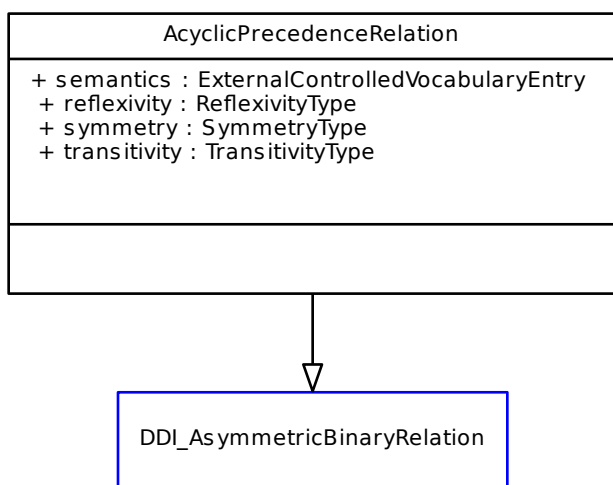 AcyclicPrecedenceRelation
+ semantics : ExternalControlledVocabularyEntry
+ reflexivity : ReflexivityType
+ symmetry : SymmetryType
+ transitivity : TransitivityType
DDI_AsymmetricBinaryRelation